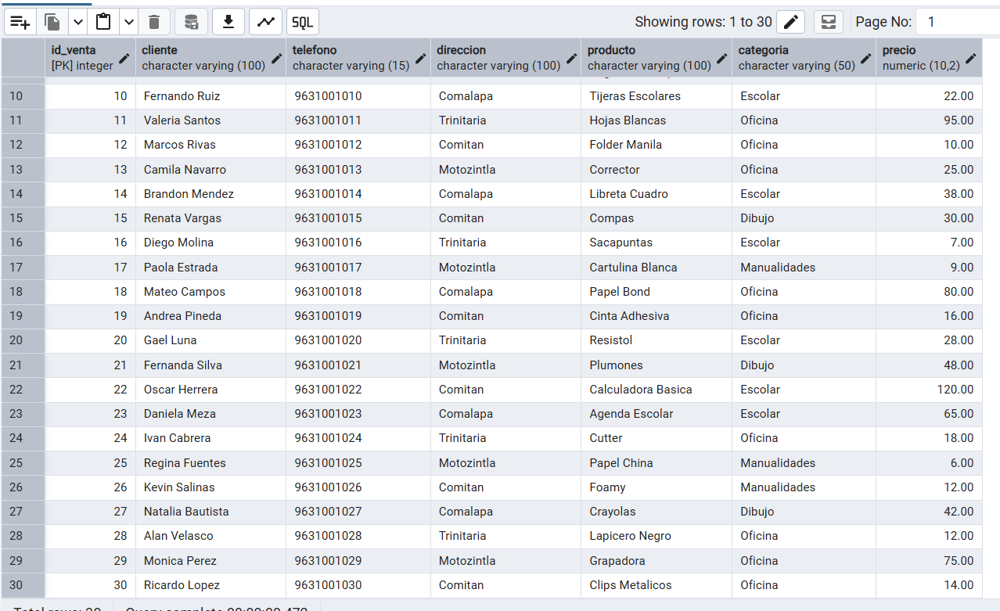 SQL Showing rows: 1 to 30 Page No: 1
id_venta cliente telefono direccion producto categoria precio
[PK] integer character varying (100) character varying (15) character varying (100) character varying (100) character varying (50) numeric (10,2)
10 10 Fernando Ruiz 9631001010 Comalapa Tijeras Escolares Escolar 22.00
11 11 Valeria Santos 9631001011 Trinitaria Hojas Blancas Oficina 95.00
12 12 Marcos Rivas 9631001012 Comitan Folder Manila Oficina 10.00
13 13 Camila Navarro 9631001013 Motozintla Corrector Oficina 25.00
14 14 Brandon Mendez 9631001014 Comalapa Libreta Cuadro Escolar 38.00
15 15 Renata Vargas 9631001015 Comitan Compas Dibujo 30.00
16 16 Diego Molina 9631001016 Trinitaria Sacapuntas Escolar 7.00
17 17 Paola Estrada 9631001017 Motozintla Cartulina Blanca Manualidades 9.00
18 18 Mateo Campos 9631001018 Comalapa Papel Bond Oficina 80.00
19 19 Andrea Pineda 9631001019 Comitan Cinta Adhesiva Oficina 16.00
20 20 Gael Luna 9631001020 Trinitaria Resistol Escolar 28.00
21 21 Fernanda Silva 9631001021 Motozintla Plumones Dibujo 48.00
22 22 Oscar Herrera 9631001022 Comitan Calculadora Basica Escolar 120.00
23 23 Daniela Meza 9631001023 Comalapa Agenda Escolar Escolar 65.00
24 24 Ivan Cabrera 9631001024 Trinitaria Cutter Oficina 18.00
25 25 Regina Fuentes 9631001025 Motozintla Papel China Manualidades 6.00
26 26 Kevin Salinas 9631001026 Comitan Foamy Manualidades 12.00
27 27 Natalia Bautista 9631001027 Comalapa Crayolas Dibujo 42.00
28 28 Alan Velasco 9631001028 Trinitaria Lapicero Negro Oficina 12.00
29 29 Monica Perez 9631001029 Motozintla Grapadora Oficina 75.00
30 30 Ricardo Lopez 9631001030 Comitan Clips Metalicos Oficina 14.00
Total rows: 30 Query complete